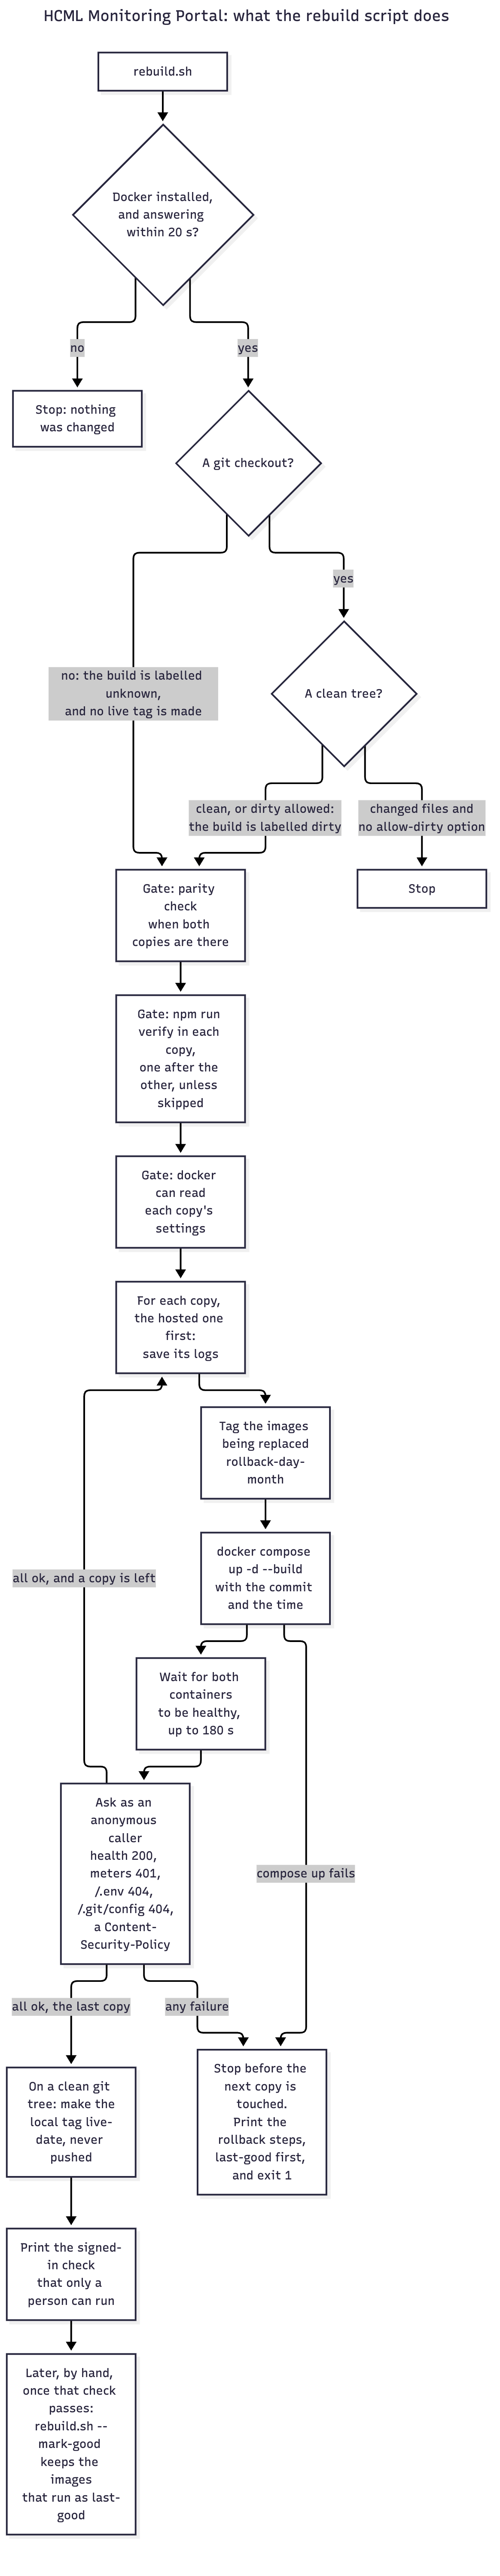 HCML Monitoring Portal: what the rebuild script does
rebuild.sh
Docker installed,
and answering
within 20 s?
no
yes
Stop: nothing
was changed
A git checkout?
yes
no: the build is labelled
unknown,
and no live tag is made
A clean tree?
clean, or dirty allowed:
the build is labelled dirty
changed files and
no allow-dirty option
Gate: parity
check
when both
copies are there
Stop
Gate: npm run
verify in each
copy,
one after the
other, unless
skipped
Gate: docker
can read
each copy's
settings
For each copy,
the hosted one
first:
save its logs
Tag the images
being replaced
rollback-day-
month
docker compose
up -d --build
with the commit
and the time
all ok, and a copy is left
Wait for both
containers
to be healthy,
up to 180 s
Ask as an
anonymous
caller
health 200,
meters 401,
/.env 404,
/.git/config 404,
a Content-
Security-Policy
compose up fails
all ok, the last copy
any failure
Stop before the
next copy is
touched.
Print the
rollback steps,
last-good first,
and exit 1
On a clean git
tree: make the
local tag live-
date, never
pushed
Print the signed-
in check
that only a
person can run
Later, by hand,
once that check
passes:
rebuild.sh --
mark-good
keeps the
images
that run as last-
good